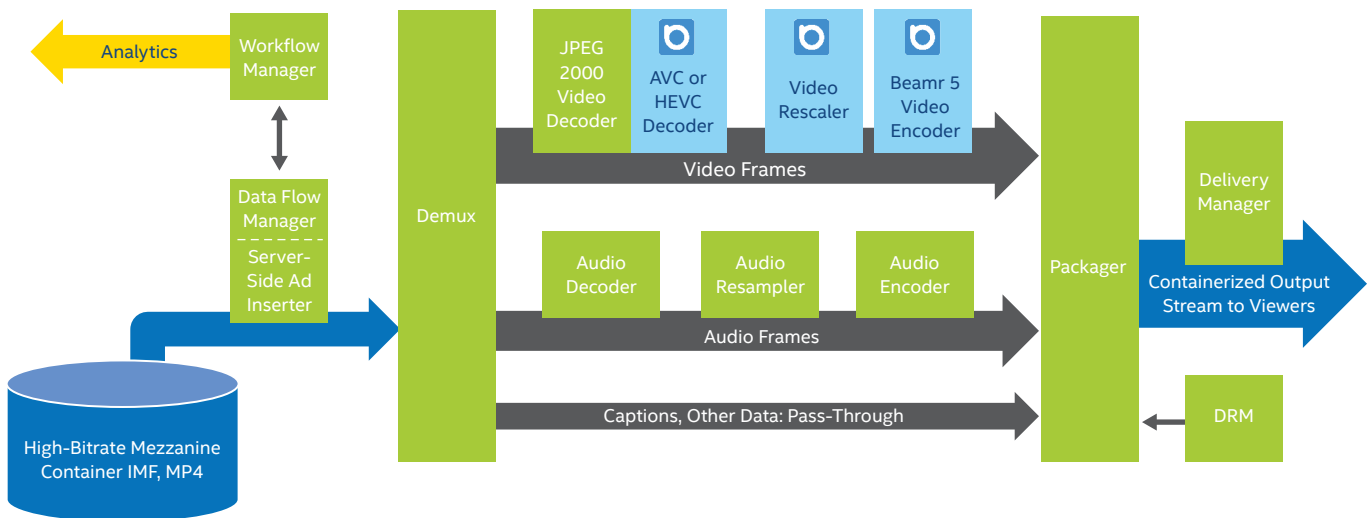 Analytics
Workflow
Manager
Data Flow
Manager
Server-
Side Ad
Inserter
High-Bitrate Mezzanine
Container IMF, MP4
Demux
JPEG
2000
Video
Decoder
AVC or
HEVC
Decoder
Video
Rescaler
Beamr 5
Video
Encoder
Video Frames
Audio
Decoder
Audio
Resampler
Audio
Encoder
Audio Frames
Captions, Other Data: Pass-Through
Packager
Delivery
Manager
Containerized Output
Stream to Viewers
DRM